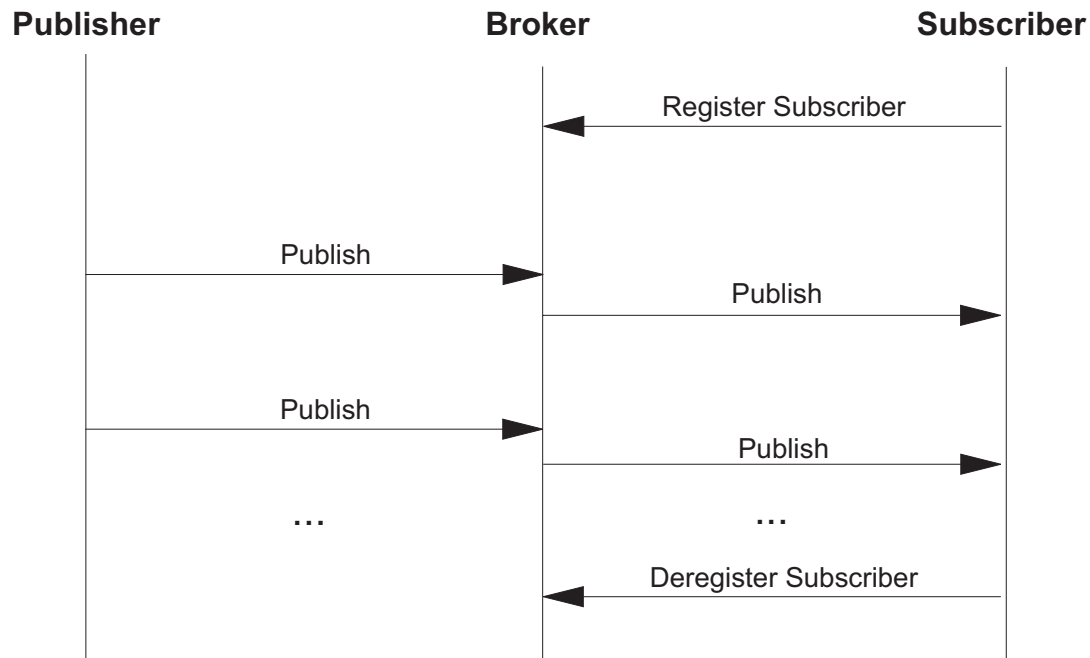 Publisher
Broker
Subscriber
Register Subscriber
Publish
Publish
Publish
Publish
...
...
Deregister Subscriber